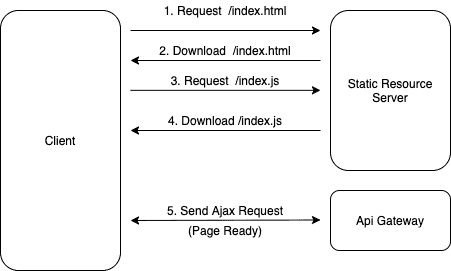 1. Request /index.html
2. Download /index.html
3. Request /index.js
Static Resource
Server
4. Download /index.js
Client
5. Send Ajax Request
(Page Ready)
Api Gateway